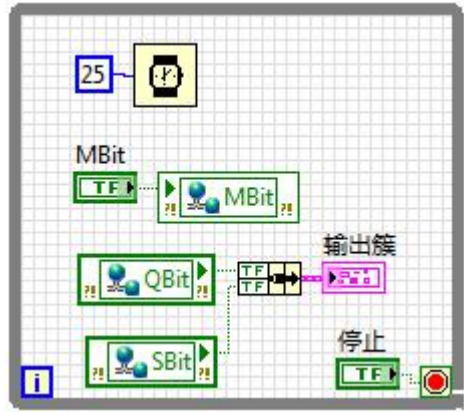 25
MBit
TF
?! MBit ?!
输出簇
?! QBit ?!
TF
TF
?! SBit ?!
停止
TF
i